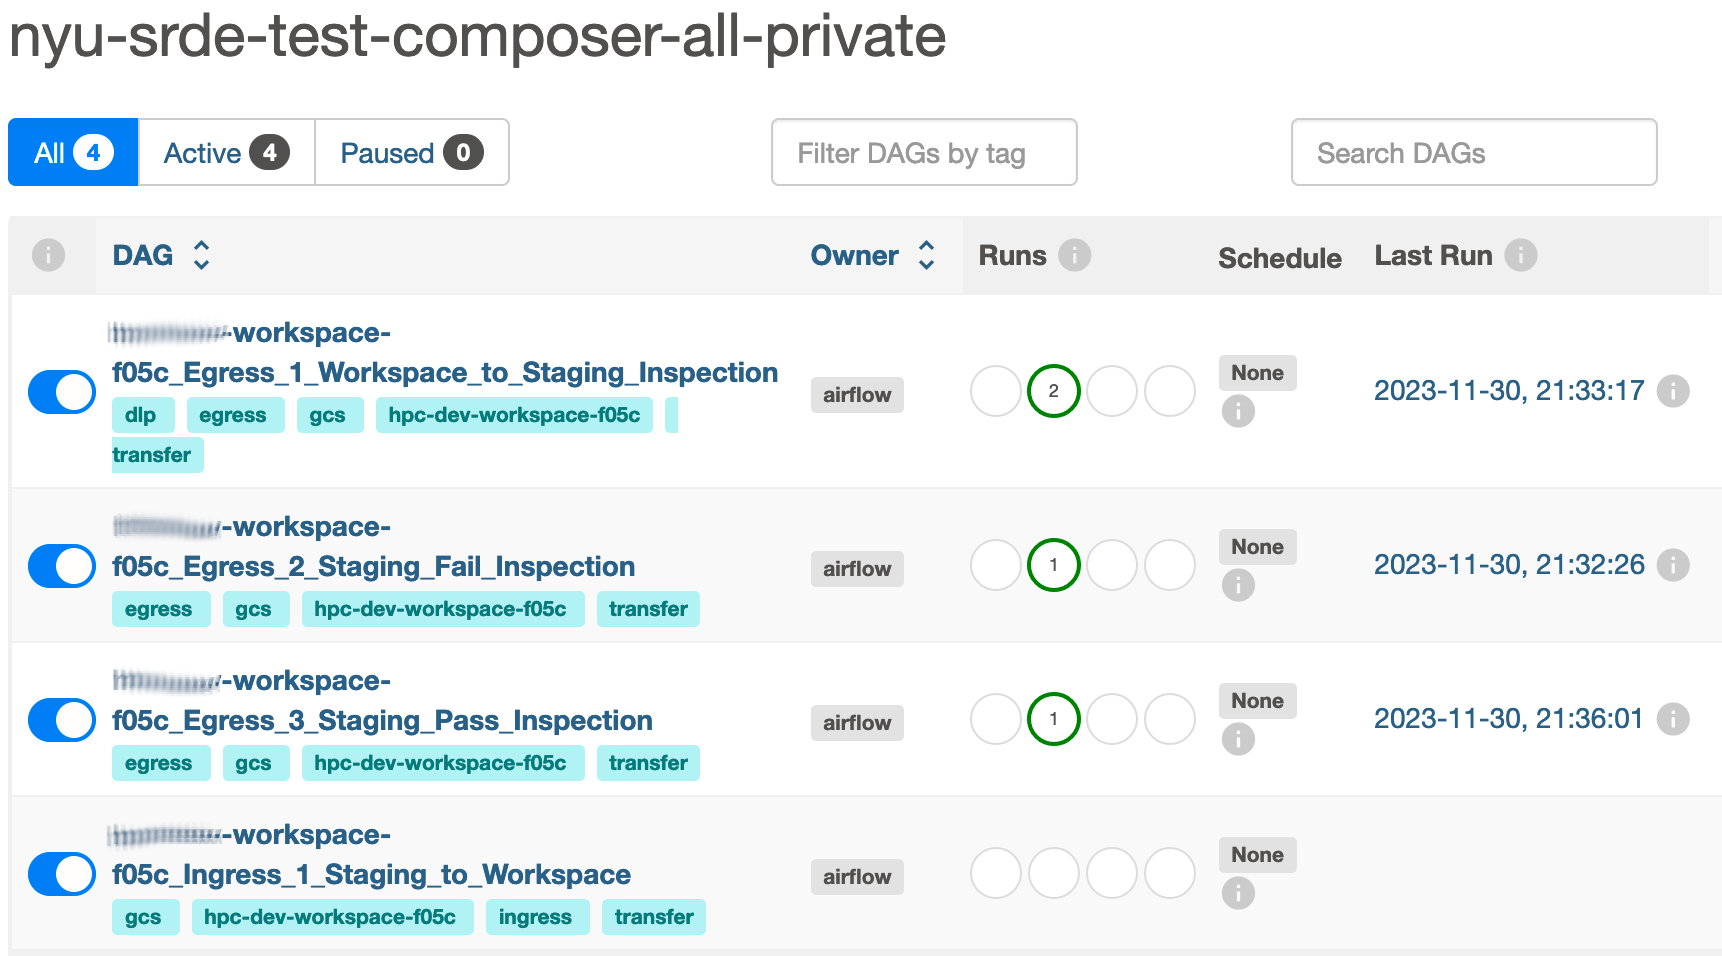 nyu-srde-test-composer-all-private
All 4 Active 4 Paused 0 Filter DAGs by tag Search DAGs
DAG Owner Runs Schedule Last Run
-workspace-
f05c_Egress_1_Workspace_to_Staging_Inspection
dlp egress gcs hpc-dev-workspace-f05c
transfer
airflow
2
None
2023-11-30, 21:33:17
-workspace-
f05c_Egress_2_Staging_Fail_Inspection
egress gcs hpc-dev-workspace-f05c transfer
airflow
1
None
2023-11-30, 21:32:26
-workspace-
f05c_Egress_3_Staging_Pass_Inspection
egress gcs hpc-dev-workspace-f05c transfer
airflow
1
None
2023-11-30, 21:36:01
-workspace-
f05c_Ingress_1_Staging_to_Workspace
gcs hpc-dev-workspace-f05c ingress transfer
airflow
None